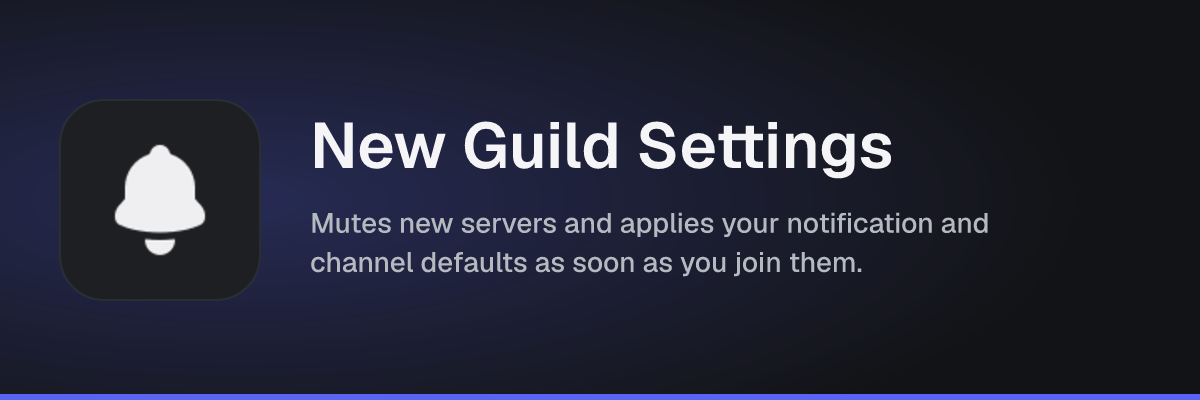 New Guild Settings
Mutes new servers and applies your notification and
channel defaults as soon as you join them.